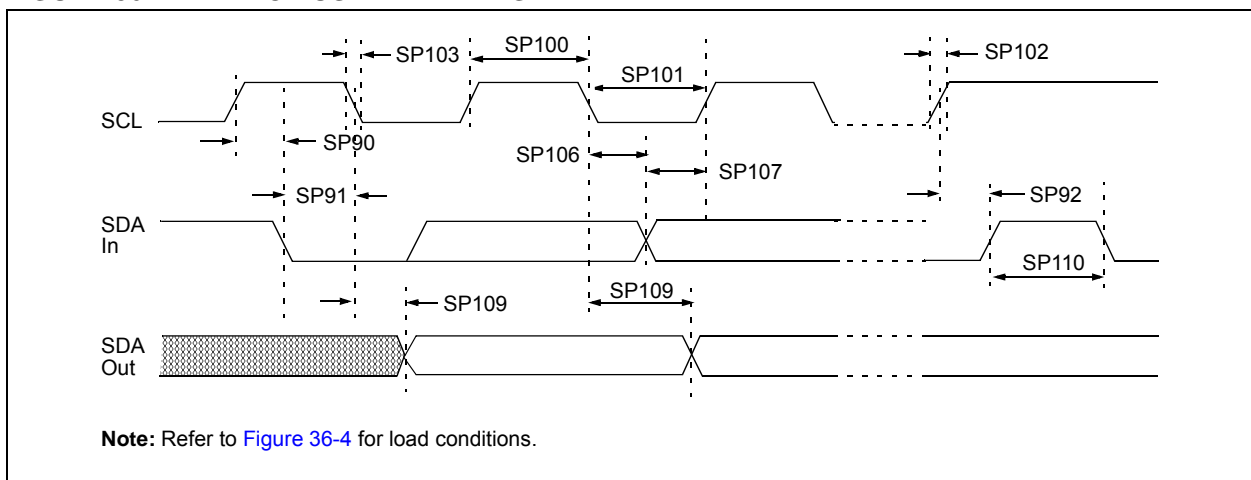 SP103
SP100
SP102
SP101
SCL
SP90
SP106
SP107
SP91
SP92
SDA
In
SP110
SP109
SP109
SDA
Out
Note: Refer to Figure 36-4 for load conditions.